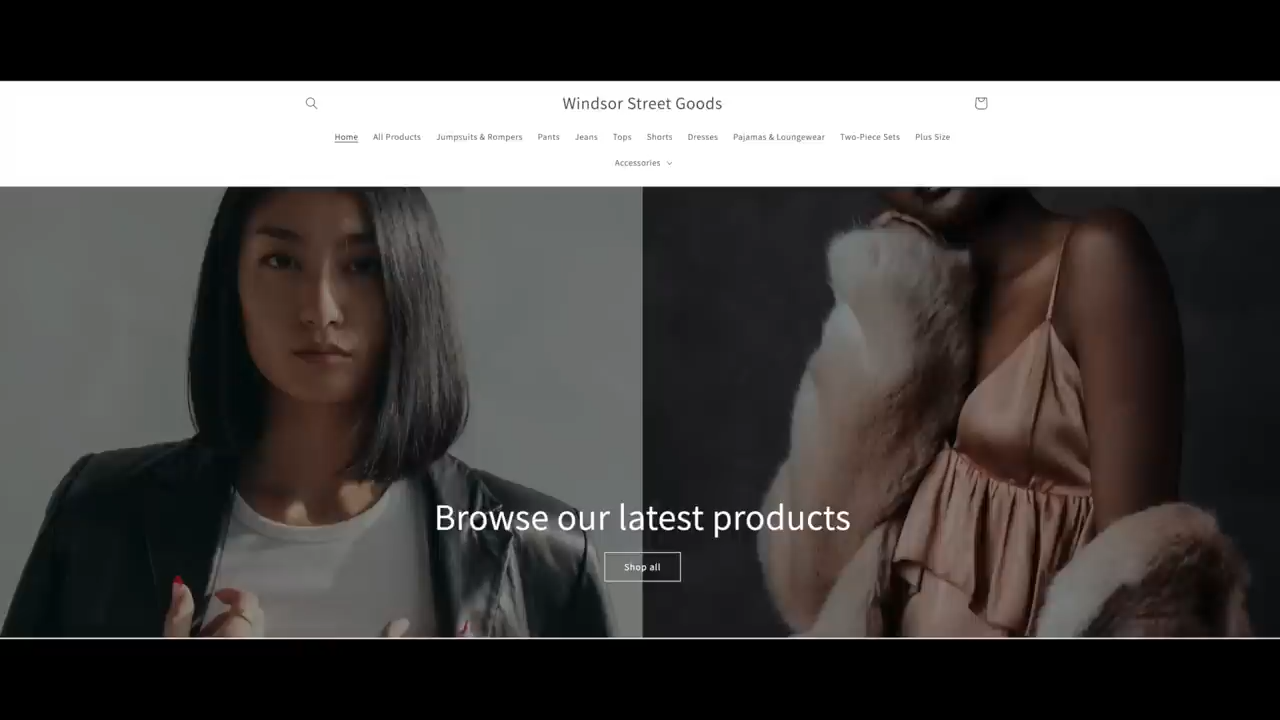 Windsor Street Goods
Home All Products Jumpsuits & Rompers Pants Jeans Tops Shorts Dresses Pajamas & Loungewear Two-Piece Sets Plus Size
Accessories
Browse our latest products
Shop all